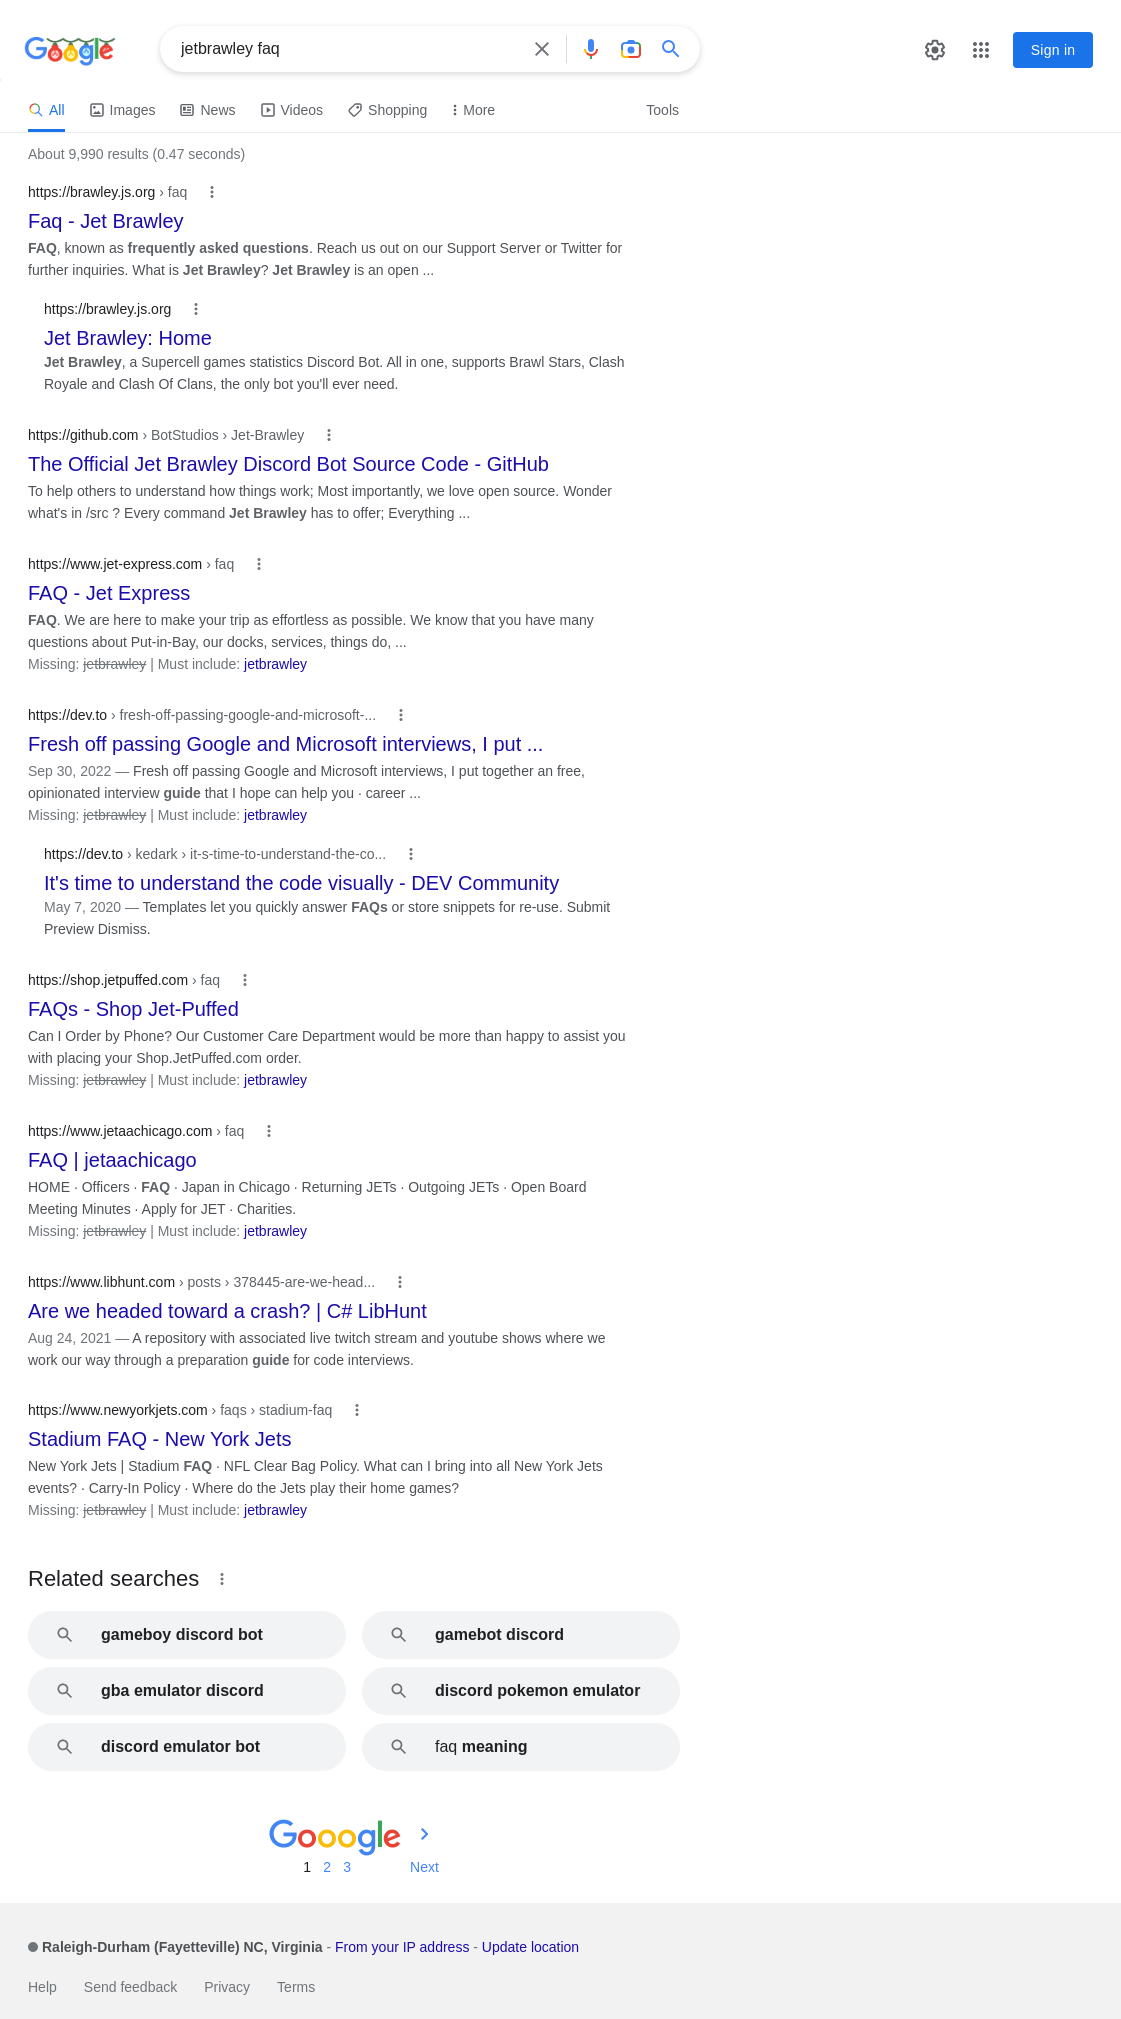 Google
jetbrawley faq
Sign in
All Images News Videos Shopping More Tools
About 9,990 results (0.47 seconds)
https://brawley.js.org › faq
Faq - Jet Brawley
FAQ, known as frequently asked questions. Reach us out on our Support Server or Twitter for
further inquiries. What is Jet Brawley? Jet Brawley is an open ...
https://brawley.js.org
Jet Brawley: Home
Jet Brawley, a Supercell games statistics Discord Bot. All in one, supports Brawl Stars, Clash
Royale and Clash Of Clans, the only bot you'll ever need.
https://github.com › BotStudios › Jet-Brawley
The Official Jet Brawley Discord Bot Source Code - GitHub
To help others to understand how things work; Most importantly, we love open source. Wonder
what's in /src ? Every command Jet Brawley has to offer; Everything ...
https://www.jet-express.com › faq
FAQ - Jet Express
FAQ. We are here to make your trip as effortless as possible. We know that you have many
questions about Put-in-Bay, our docks, services, things do, ...
Missing: jetbrawley | Must include: jetbrawley
https://dev.to › fresh-off-passing-google-and-microsoft-...
Fresh off passing Google and Microsoft interviews, I put ...
Sep 30, 2022 — Fresh off passing Google and Microsoft interviews, I put together an free,
opinionated interview guide that I hope can help you · career ...
Missing: jetbrawley | Must include: jetbrawley
https://dev.to › kedark › it-s-time-to-understand-the-co...
It's time to understand the code visually - DEV Community
May 7, 2020 — Templates let you quickly answer FAQs or store snippets for re-use. Submit
Preview Dismiss.
https://shop.jetpuffed.com › faq
FAQs - Shop Jet-Puffed
Can I Order by Phone? Our Customer Care Department would be more than happy to assist you
with placing your Shop.JetPuffed.com order.
Missing: jetbrawley | Must include: jetbrawley
https://www.jetaachicago.com › faq
FAQ | jetaachicago
HOME · Officers · FAQ · Japan in Chicago · Returning JETs · Outgoing JETs · Open Board
Meeting Minutes · Apply for JET · Charities.
Missing: jetbrawley | Must include: jetbrawley
https://www.libhunt.com › posts › 378445-are-we-head...
Are we headed toward a crash? | C# LibHunt
Aug 24, 2021 — A repository with associated live twitch stream and youtube shows where we
work our way through a preparation guide for code interviews.
https://www.newyorkjets.com › faqs › stadium-faq
Stadium FAQ - New York Jets
New York Jets | Stadium FAQ · NFL Clear Bag Policy. What can I bring into all New York Jets
events? · Carry-In Policy · Where do the Jets play their home games?
Missing: jetbrawley | Must include: jetbrawley
Related searches
gameboy discord bot
gamebot discord
gba emulator discord
discord pokemon emulator
discord emulator bot
faq meaning
Gooogle
1 2 3 Next
Raleigh-Durham (Fayetteville) NC, Virginia - From your IP address - Update location
Help Send feedback Privacy Terms